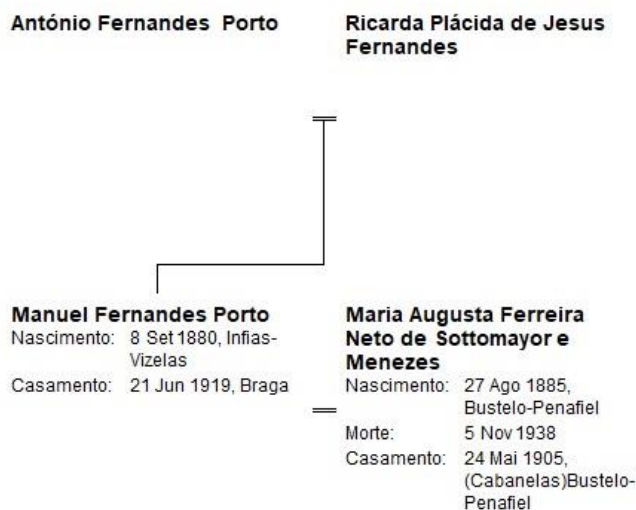 António Fernandes Porto
Ricarda Plácida de Jesus
Fernandes
Manuel Fernandes Porto
Nascimento: 8 Set 1880, Infias-
Vizelas
Casamento: 21 Jun 1919, Braga
Maria Augusta Ferreira
Neto de Sottomayor e
Menezes
Nascimento: 27 Ago 1885,
Bustelo-Penafiel
Morte: 5 Nov 1938
Casamento: 24 Mai 1905,
(Cabanelas)Bustelo-
Penafiel